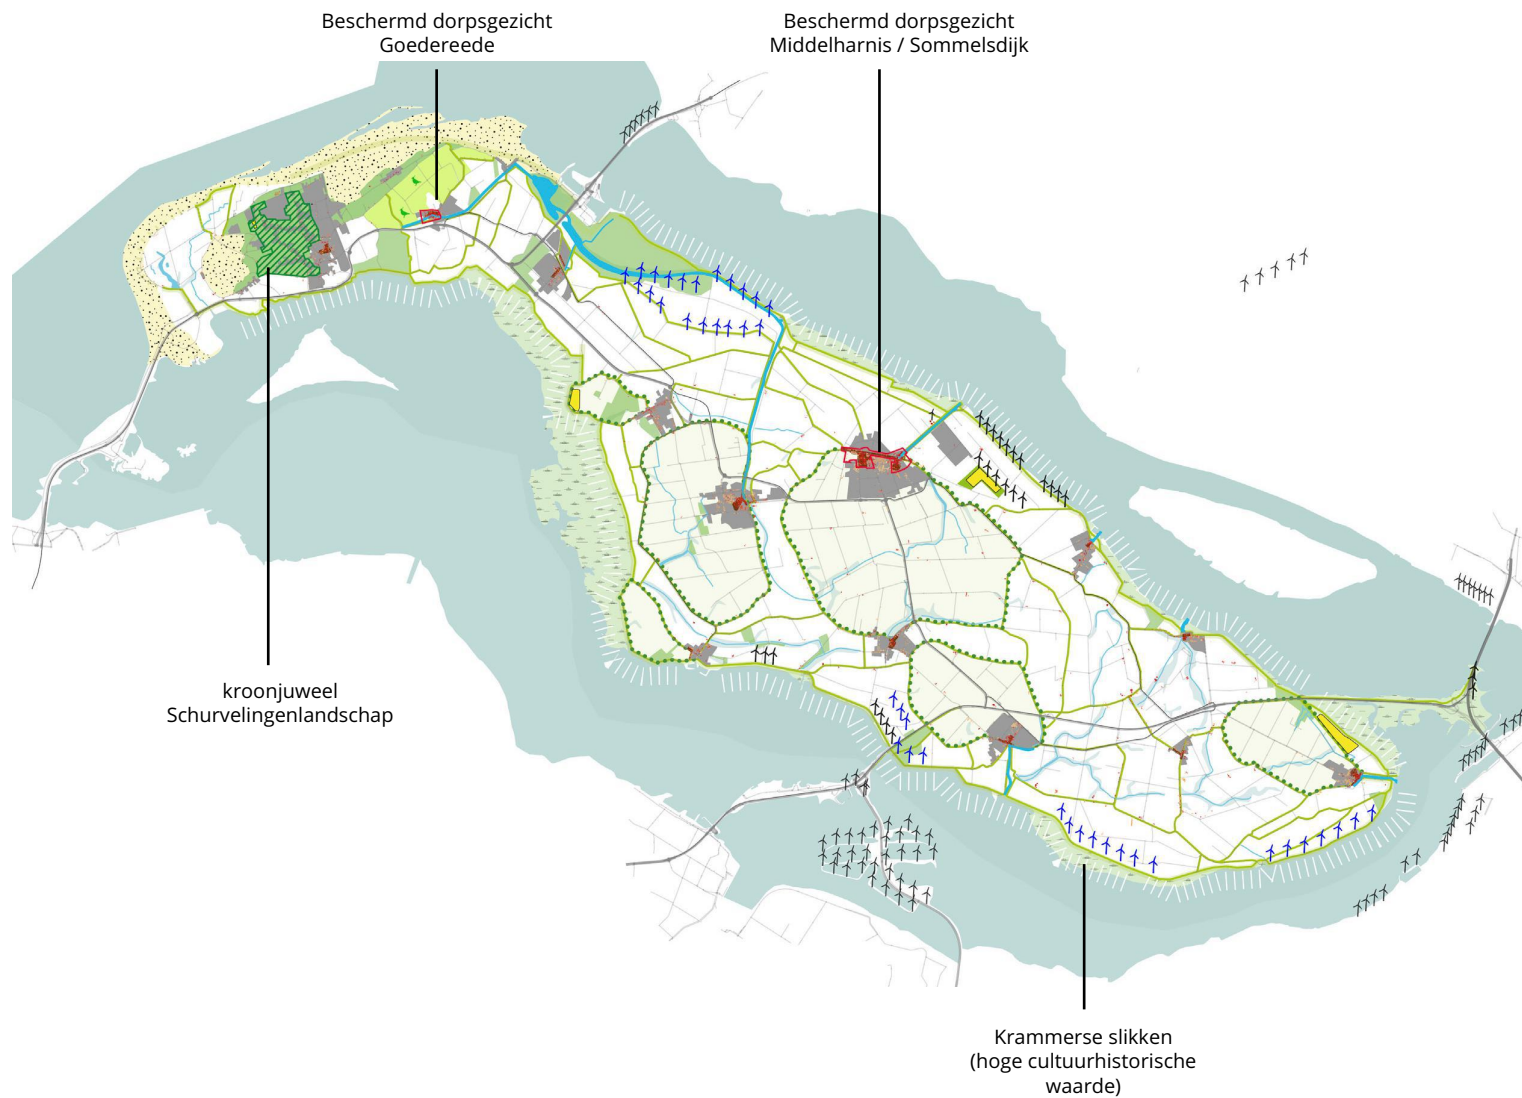 Beschermd dorpsgezicht
Goedereede
Beschermd dorpsgezicht
Middelharnis / Sommelsdijk
kroonjuweel
Schurvelingenlandschap
Krammerse slikken
(hoge cultuurhistorische
waarde)